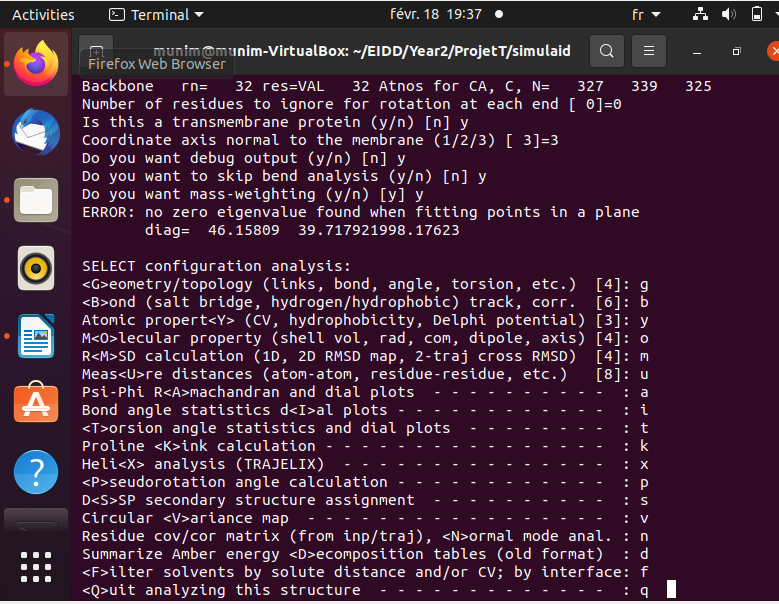 Activities Terminal févr. 18 19:37 fr
munim@munim-VirtualBox: ~/EIDD/Year2/ProjetT/simulaid
Firefox Web Browser
Backbone rn= 32 res=VAL 32 Atnos for CA, C, N= 327 339 325
Number of residues to ignore for rotation at each end [ 0]=0
Is this a transmembrane protein (y/n) [n] y
Coordinate axis normal to the membrane (1/2/3) [ 3]=3
Do you want debug output (y/n) [n] y
Do you want to skip bend analysis (y/n) [n] y
Do you want mass-weighting (y/n) [y] y
ERROR: no zero eigenvalue found when fitting points in a plane
diag= 46.15809 39.717921998.17623
SELECT configuration analysis:
<G>eometry/topology (links, bond, angle, torsion, etc.) [4]: g
<B>ond (salt bridge, hydrogen/hydrophobic) track, corr. [6]: b
Atomic propert<Y> (CV, hydrophobicity, Delphi potential) [3]: y
M<O>lecular property (shell vol, rad, com, dipole, axis) [4]: o
R<M>SD calculation (1D, 2D RMSD map, 2-traj cross RMSD) [4]: m
Meas<U>re distances (atom-atom, residue-residue, etc.) [8]: u
Psi-Phi R<A>machandran and dial plots - - - - - - - - - - - : a
Bond angle statistics d<I>al plots - - - - - - - - - - - - - : i
<T>orsion angle statistics and dial plots - - - - - - - - : t
Proline <K>ink calculation - - - - - - - - - - - - - - - - - : k
Heli<X> analysis (TRAJELIX) - - - - - - - - - - - - - - - - : x
<P>seudorotation angle calculation - - - - - - - - - - - - - : p
D<S>SP secondary structure assignment - - - - - - - - - - - : s
Circular <V>ariance map - - - - - - - - - - - - - - - - - - : v
Residue cov/cor matrix (from inp/traj), <N>ormal mode anal. : n
Summarize Amber energy <D>ecomposition tables (old format) : d
<F>ilter solvents by solute distance and/or CV; by interface: f
<Q>uit analyzing this structure - - - - - - - - - - - - - - : q